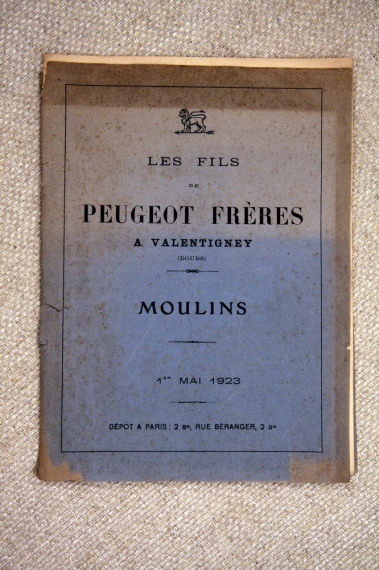 LES FILS
DE
PEUGEOT FRÈRES
A VALENTIGNEY
(DOUBS)
MOULINS
1er MAI 1923
DÉPOT A PARIS : 2 Bis, RUE BÉRANGER, 2 Bis